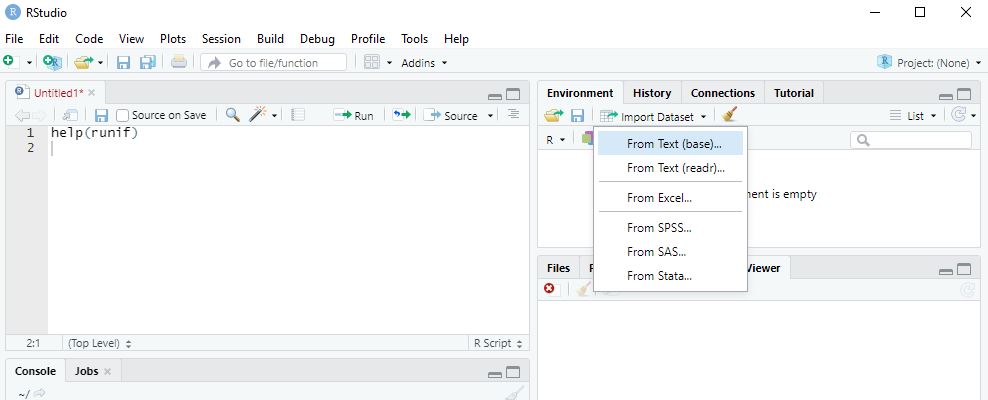 RStudio
File Edit Code View Plots Session Build Debug Profile Tools Help
Go to file/function Addins Project: (None)
Untitled1*
Source on Save Run Source
1 help(runif)
2
2:1 (Top Level) R Script
Console Jobs
~/
Environment History Connections Tutorial
Import Dataset List
R
From Text (base)...
From Text (readr)...
From Excel...
From SPSS...
From SAS...
From Stata...
is empty
Files Viewer